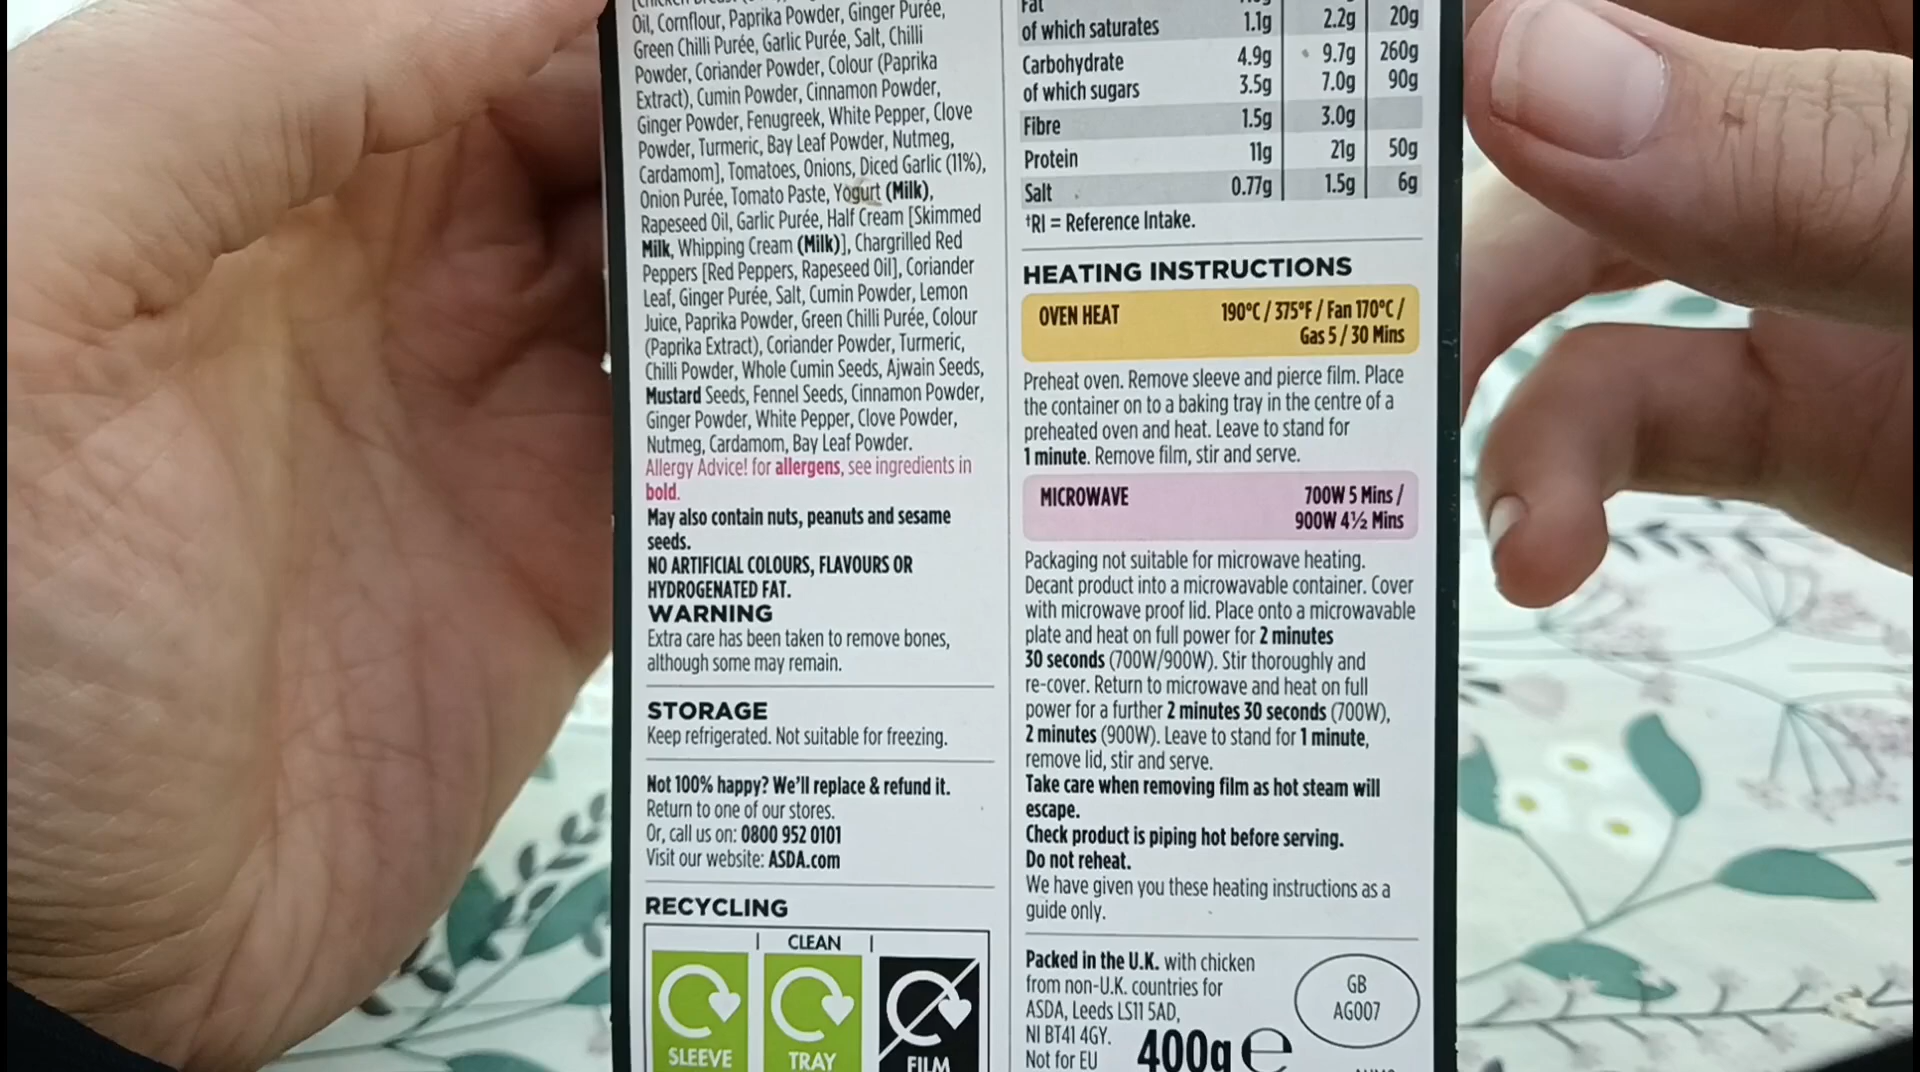 Oil, Cornflour, Paprika Powder, Ginger Purée,
Green Chilli Purée, Garlic Purée, Salt, Chilli
Powder, Coriander Powder, Colour (Paprika
Extract), Cumin Powder, Cinnamon Powder,
Ginger Powder, Fenugreek, White Pepper, Clove
Powder, Turmeric, Bay Leaf Powder, Nutmeg,
Cardamom], Tomatoes, Onions, Diced Garlic (11%),
Onion Purée, Tomato Paste, Yogurt (Milk),
Rapeseed Oil, Garlic Purée, Half Cream [Skimmed
Milk, Whipping Cream (Milk)], Chargrilled Red
Peppers [Red Peppers, Rapeseed Oil], Coriander
Leaf, Ginger Purée, Salt, Cumin Powder, Lemon
Juice, Paprika Powder, Green Chilli Purée, Colour
(Paprika Extract), Coriander Powder, Turmeric,
Chilli Powder, Whole Cumin Seeds, Ajwain Seeds,
Mustard Seeds, Fennel Seeds, Cinnamon Powder,
Ginger Powder, White Pepper, Clove Powder,
Nutmeg, Cardamom, Bay Leaf Powder.
Allergy Advice! for allergens, see ingredients in
bold.
May also contain nuts, peanuts and sesame
seeds.
NO ARTIFICIAL COLOURS, FLAVOURS OR
HYDROGENATED FAT.
WARNING
Extra care has been taken to remove bones,
although some may remain.
STORAGE
Keep refrigerated. Not suitable for freezing.
Not 100% happy? We'll replace & refund it.
Return to one of our stores.
Or, call us on: 0800 952 0101
Visit our website: ASDA.com
RECYCLING
CLEAN
SLEEVE TRAY FILM
Fat
of which saturates 1.1g 2.2g 20g
Carbohydrate 4.9g 9.7g 260g
of which sugars 3.5g 7.0g 90g
Fibre 1.5g 3.0g
Protein 11g 21g 50g
Salt 0.77g 1.5g 6g
†RI = Reference Intake.
HEATING INSTRUCTIONS
OVEN HEAT 190°C / 375°F / Fan 170°C /
Gas 5 / 30 Mins
Preheat oven. Remove sleeve and pierce film. Place
the container on to a baking tray in the centre of a
preheated oven and heat. Leave to stand for
1 minute. Remove film, stir and serve.
MICROWAVE 700W 5 Mins /
900W 4½ Mins
Packaging not suitable for microwave heating.
Decant product into a microwavable container. Cover
with microwave proof lid. Place onto a microwavable
plate and heat on full power for 2 minutes
30 seconds (700W/900W). Stir thoroughly and
re-cover. Return to microwave and heat on full
power for a further 2 minutes 30 seconds (700W),
2 minutes (900W). Leave to stand for 1 minute,
remove lid, stir and serve.
Take care when removing film as hot steam will
escape.
Check product is piping hot before serving.
Do not reheat.
We have given you these heating instructions as a
guide only.
Packed in the U.K. with chicken
from non-U.K. countries for
ASDA, Leeds LS11 5AD,
NI BT41 4GY.
Not for EU
400g e
GB
AG007